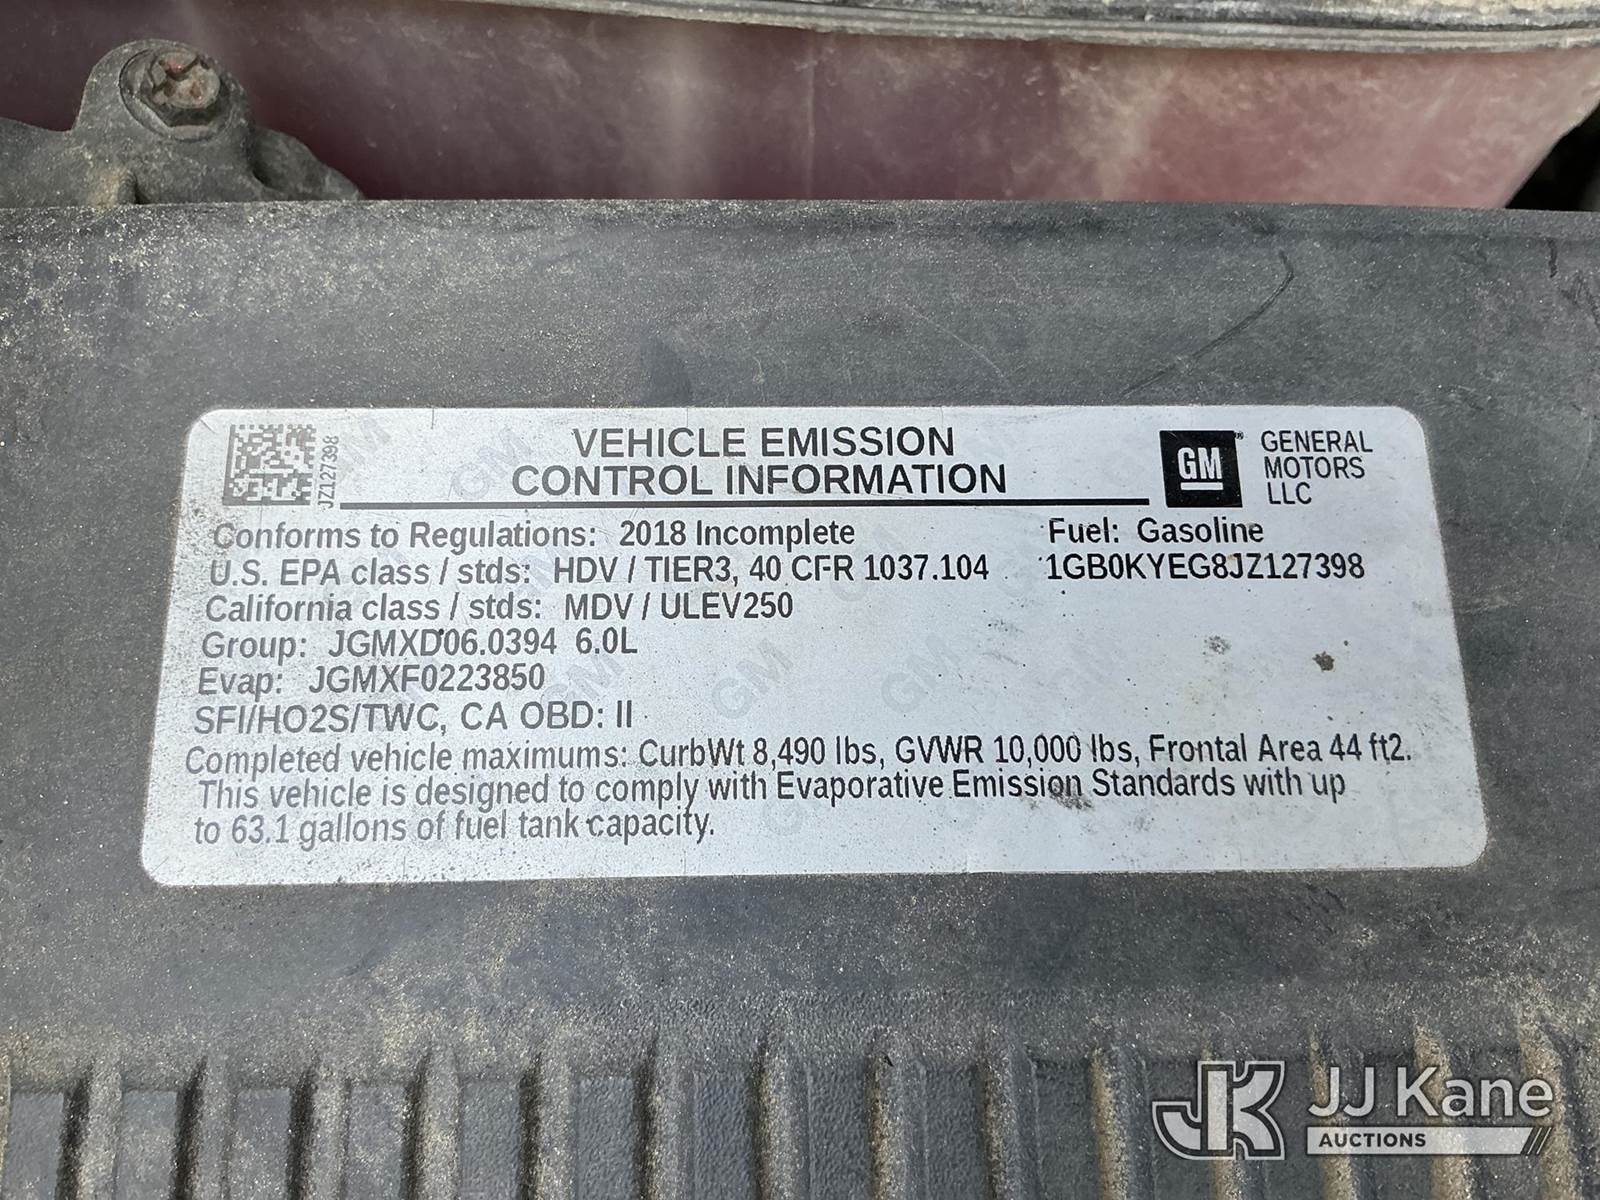 JZ127398
VEHICLE EMISSION
CONTROL INFORMATION
GM
GENERAL
MOTORS
LLC
Conforms to Regulations: 2018 Incomplete
Fuel: Gasoline
U.S. EPA class / stds: HDV / TIER3, 40 CFR 1037.104
1GB0KYEG8JZ127398
California class / stds: MDV / ULEV250
Group: JGMXD06.0394 6.0L
Evap: JGMXF0223850
SFI/HO2S/TWC, CA OBD: II
Completed vehicle maximums: CurbWt 8,490 lbs, GVWR 10,000 lbs, Frontal Area 44 ft2.
This vehicle is designed to comply with Evaporative Emission Standards with up
to 63.1 gallons of fuel tank capacity.
JK JJ Kane
AUCTIONS